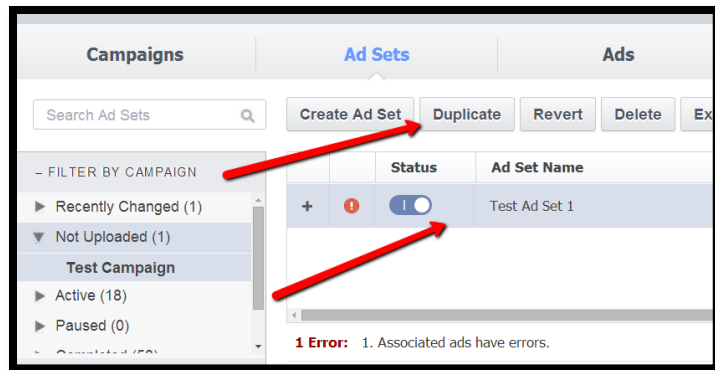 Campaigns Ad Sets Ads
Search Ad Sets
Create Ad Set Duplicate Revert Delete Ex
– FILTER BY CAMPAIGN
Status Ad Set Name
Recently Changed (1)
Test Ad Set 1
Not Uploaded (1)
Test Campaign
Active (18)
Paused (0)
1 Error: 1. Associated ads have errors.